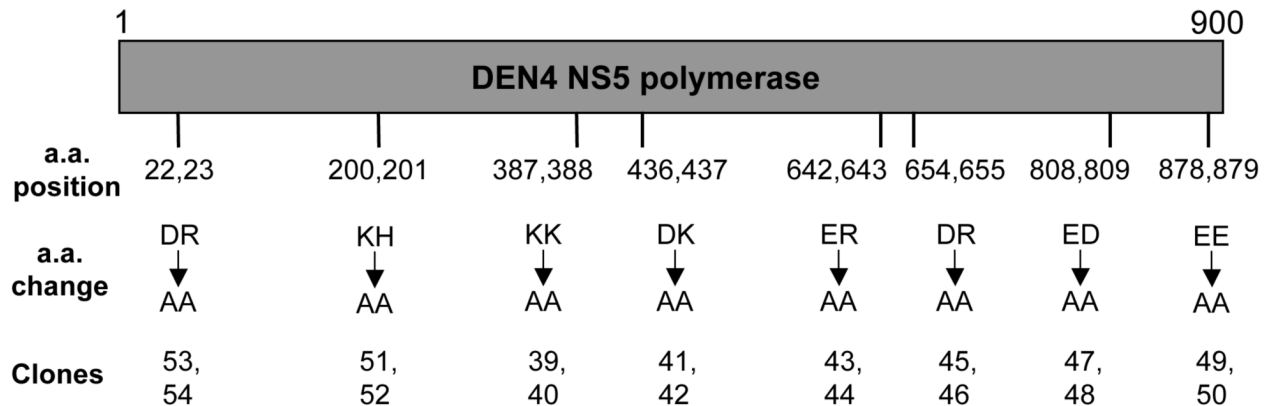 1 900
DEN4 NS5 polymerase
a.a. position 22,23 200,201 387,388 436,437 642,643 654,655 808,809 878,879
a.a. change DR KH KK DK ER DR ED EE
AA AA AA AA AA AA AA AA
Clones 53, 51, 39, 41, 43, 45, 47, 49,
54 52 40 42 44 46 48 50